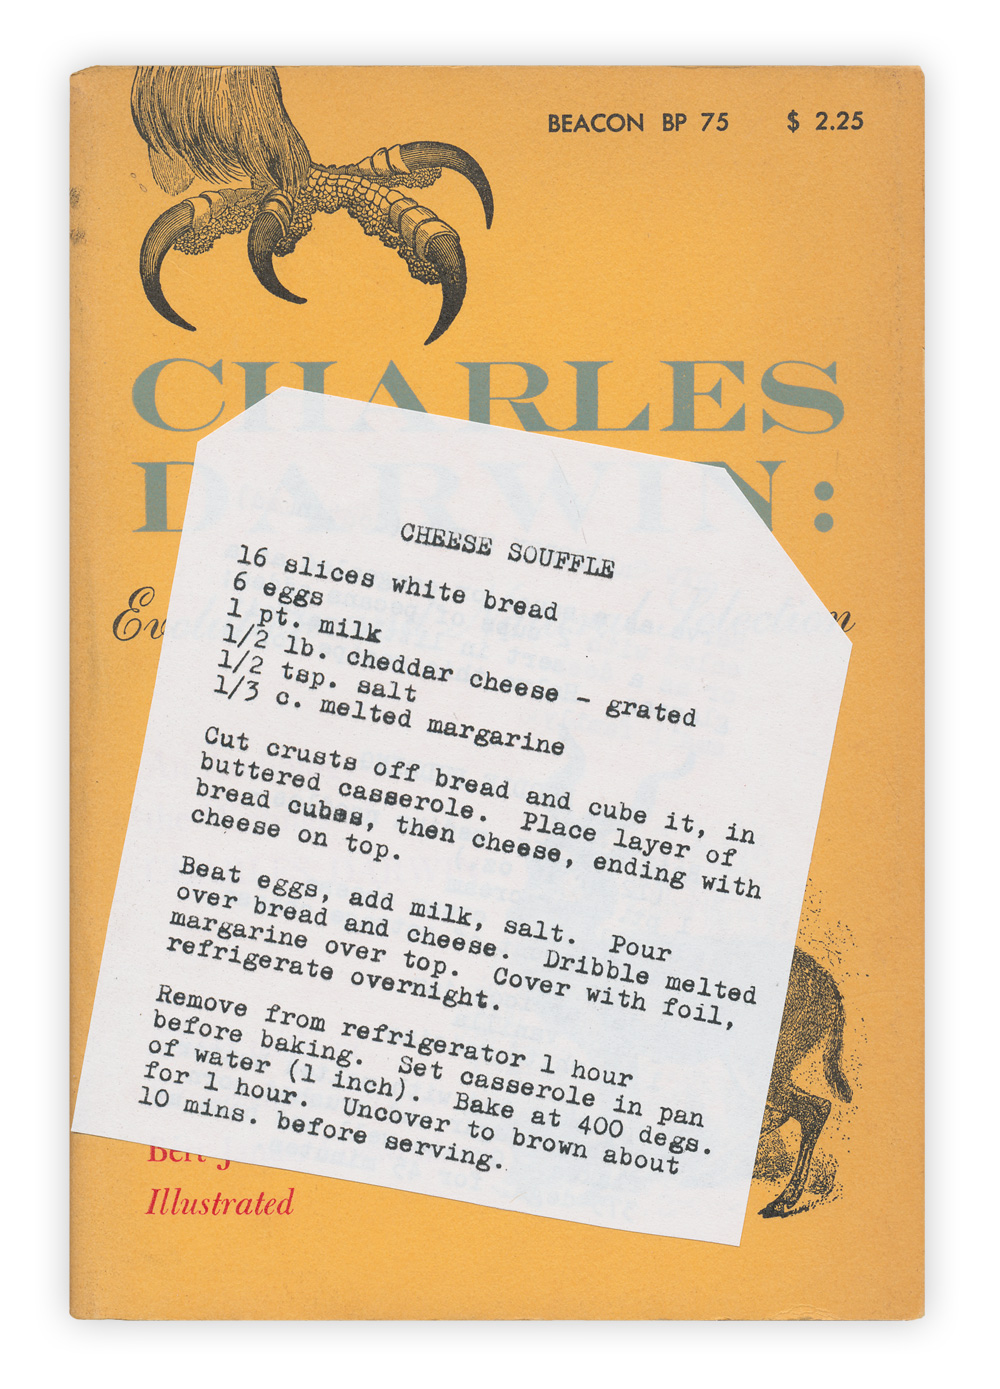 BEACON BP 75 $ 2.25
CHARLES
DARWIN:
CHEESE SOUFFLE
16 slices white bread
6 eggs
1 pt. milk
1/2 lb. cheddar cheese - grated
1/2 tsp. salt
1/3 c. melted margarine
Cut crusts off bread and cube it, in
buttered casserole. Place layer of
bread cubes, then cheese, ending with
cheese on top.
Beat eggs, add milk, salt. Pour
over bread and cheese. Dribble melted
margarine over top. Cover with foil,
refrigerate overnight.
Remove from refrigerator 1 hour
before baking. Set casserole in pan
of water (1 inch). Bake at 400 degs.
for 1 hour. Uncover to brown about
10 mins. before serving.
Illustrated